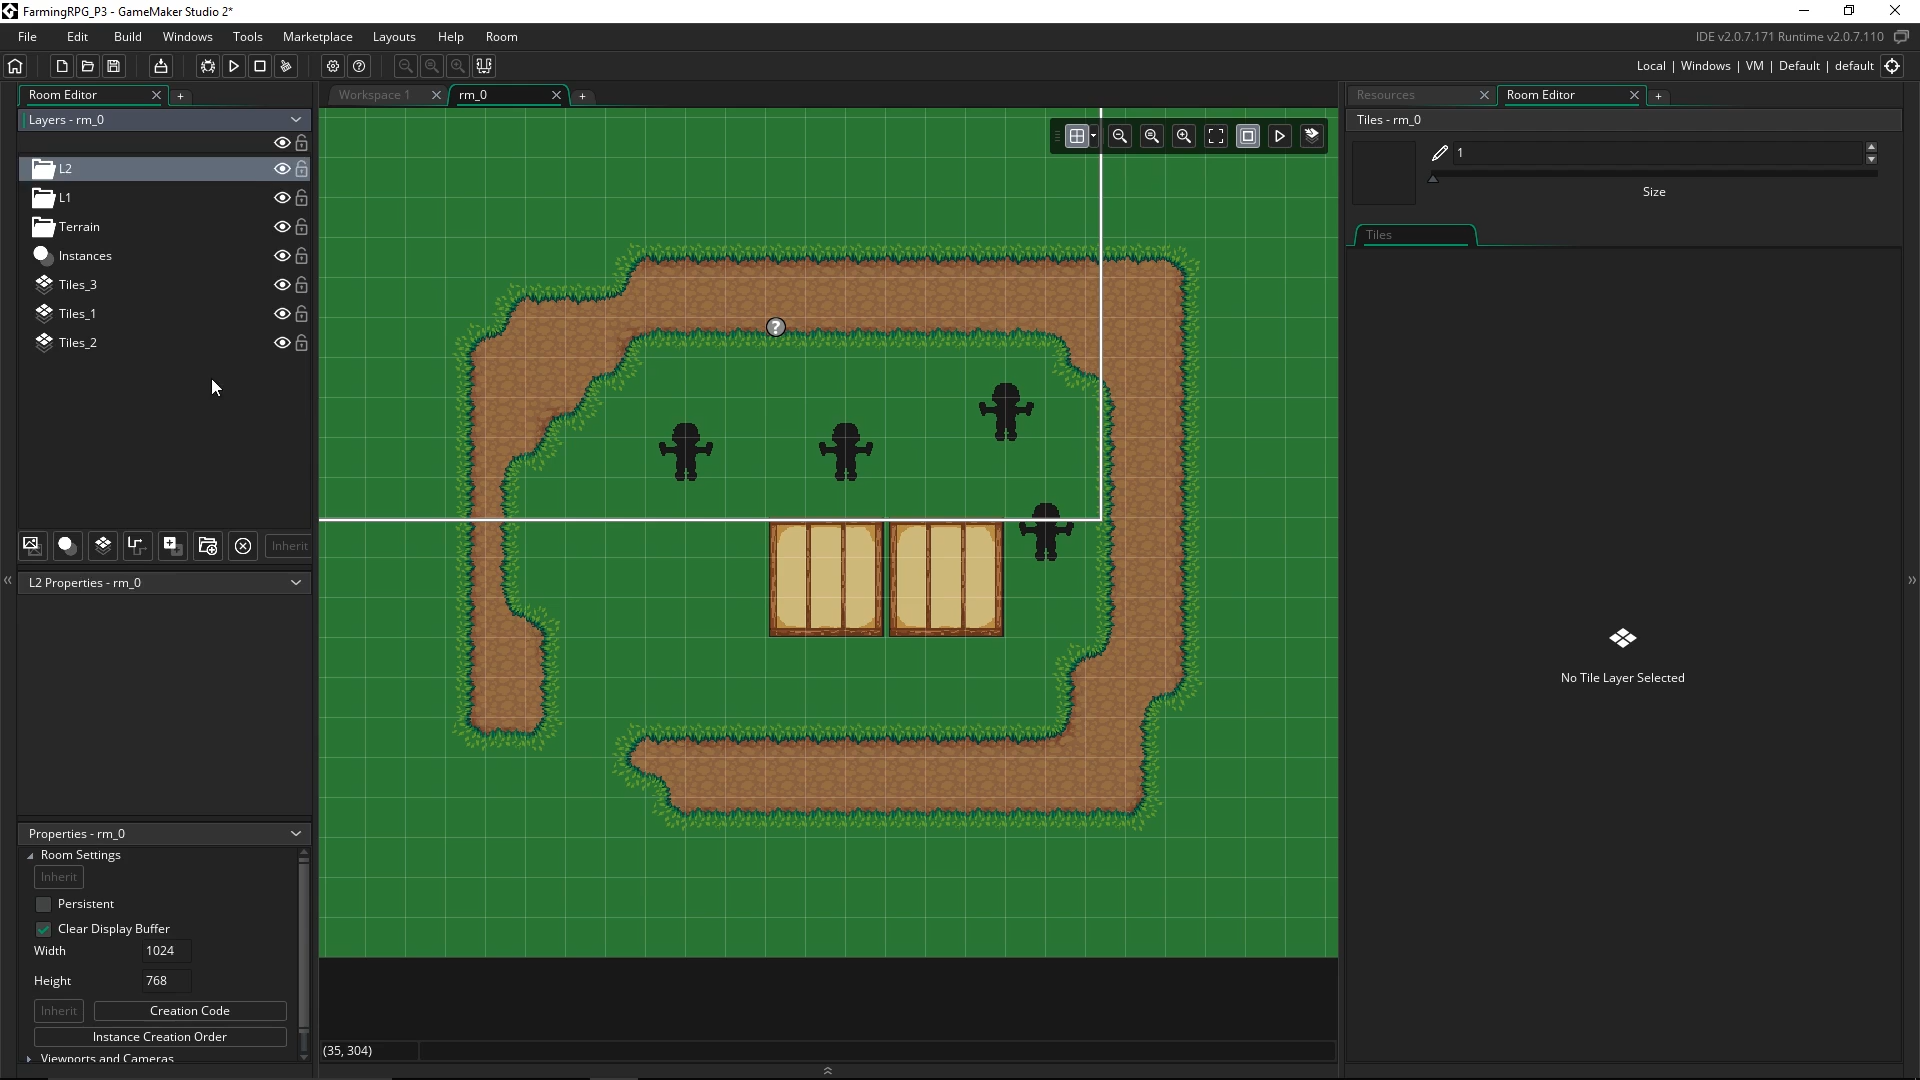 FarmingRPG_P3 - GameMaker Studio 2*
File Edit Build Windows Tools Marketplace Layouts Help Room
IDE v2.0.7.171 Runtime v2.0.7.110
Local | Windows | VM | Default | default
Room Editor
Workspace 1
rm_0
Resources
Room Editor
Layers - rm_0
Tiles - rm_0
L2
L1
Terrain
Instances
Tiles_3
Tiles_1
Tiles_2
1
Size
Tiles
?
Inherit
L2 Properties - rm_0
No Tile Layer Selected
Properties - rm_0
Room Settings
Inherit
Persistent
Clear Display Buffer
Width 1024
Height 768
Inherit Creation Code
Instance Creation Order
Viewports and Cameras
(35, 304)